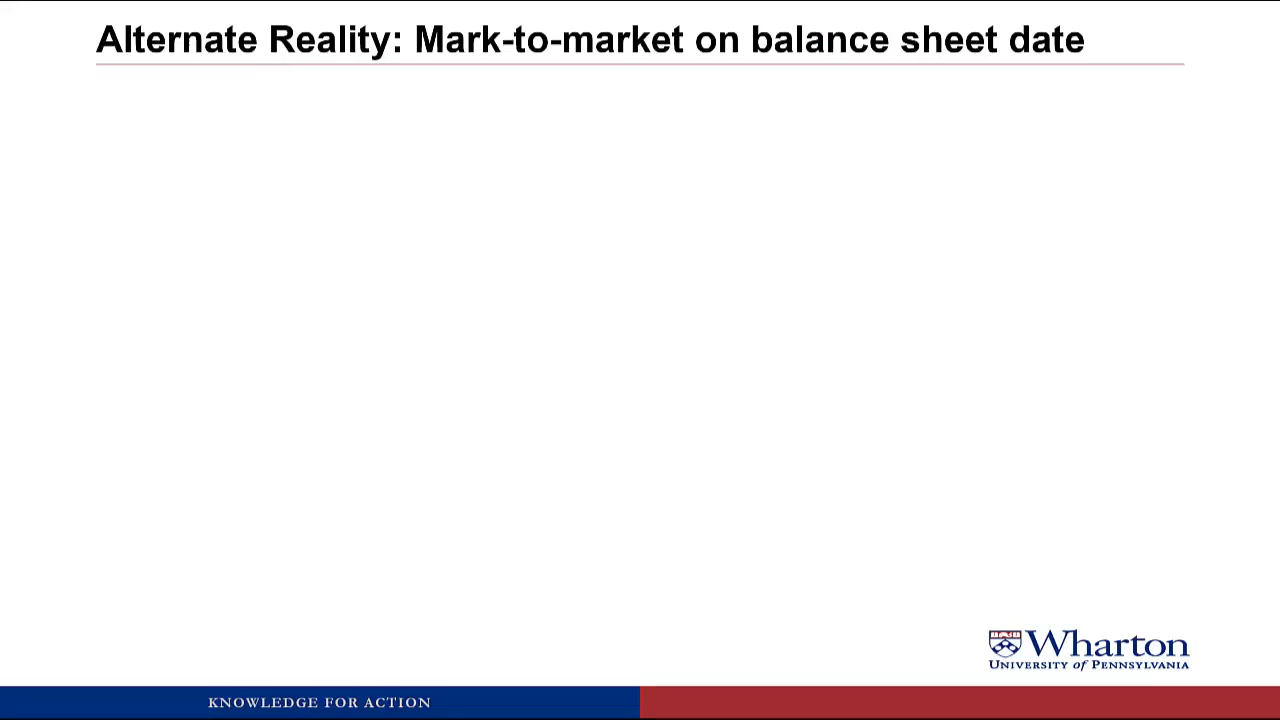 Alternate Reality: Mark-to-market on balance sheet date
Wharton
UNIVERSITY of PENNSYLVANIA
KNOWLEDGE FOR ACTION